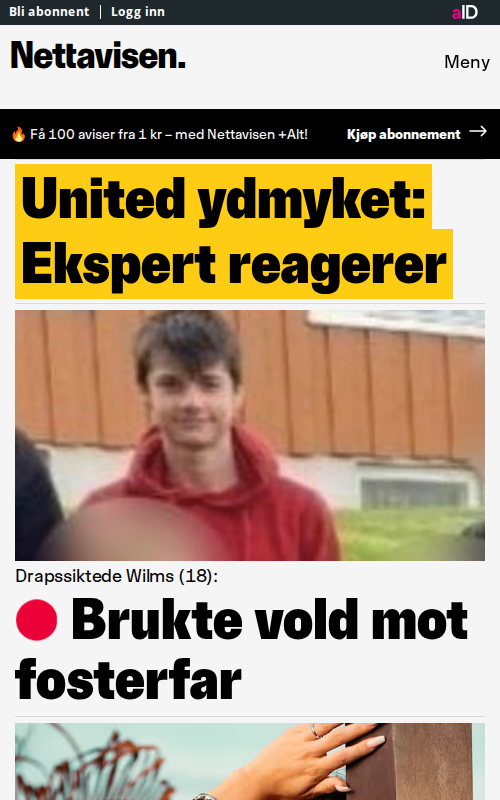 Bli abonnent | Logg inn
aID
Nettavisen.
Meny
🔥 Få 100 aviser fra 1 kr – med Nettavisen +Alt!
Kjøp abonnement →
United ydmyket:
Ekspert reagerer
Drapssiktede Wilms (18):
Brukte vold mot
fosterfar